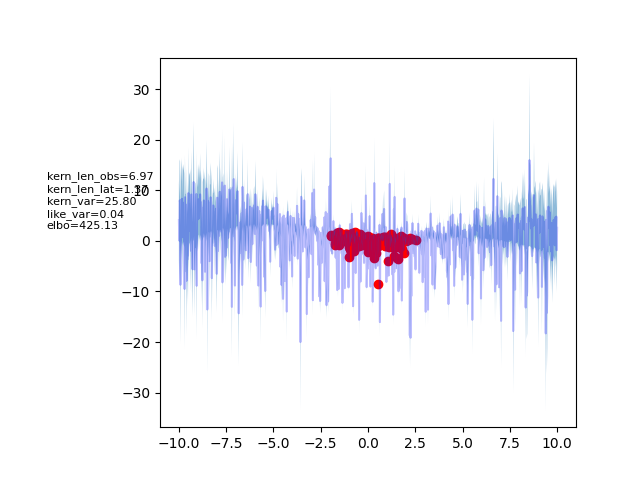 30
20
kern_len_obs=6.97
kern_len_lat=1.
10
kern_var=25.80
like_var=0.04
elbo=425.13
0
−10
−20
−30
−10.0 −7.5 −5.0 −2.5 0.0 2.5 5.0 7.5 10.0